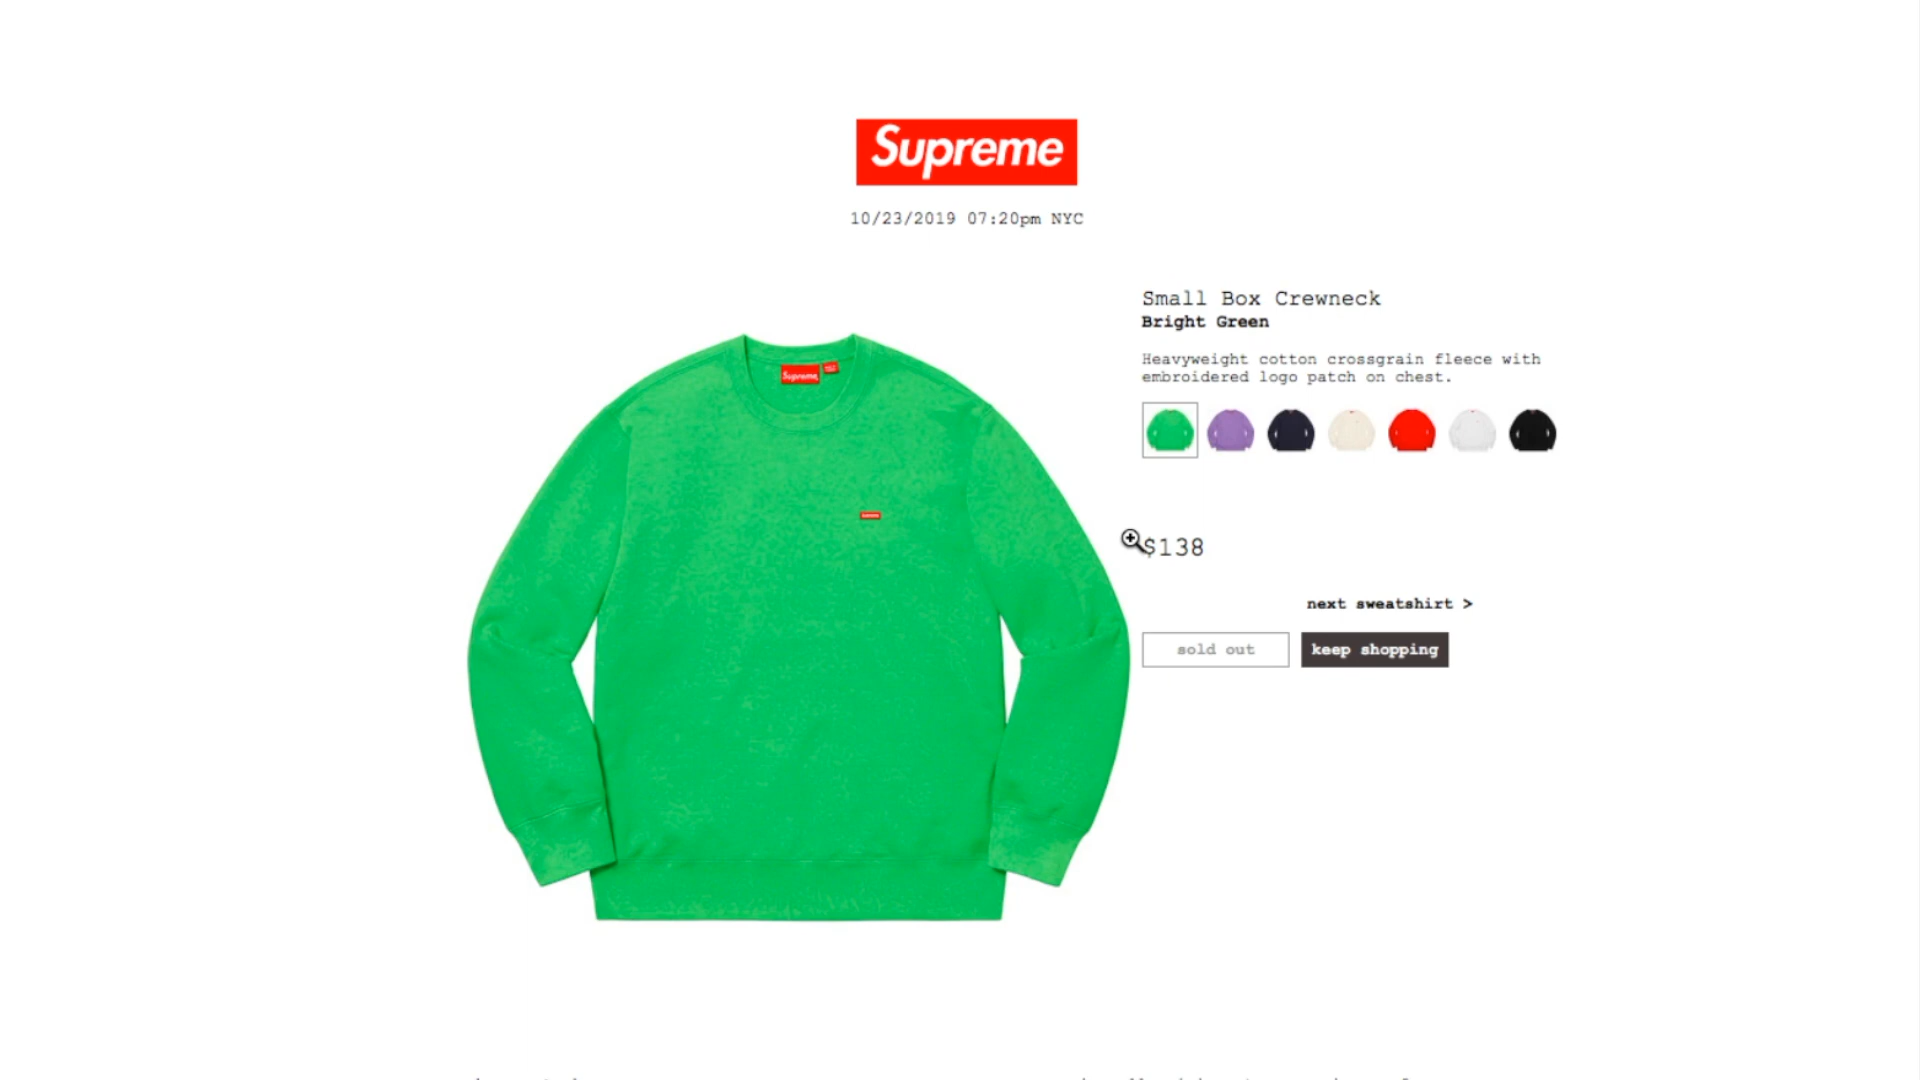 Supreme
10/23/2019 07:20pm NYC
Small Box Crewneck
Bright Green
Heavyweight cotton crossgrain fleece with
embroidered logo patch on chest.
Supreme
$138
next sweatshirt >
sold out
keep shopping